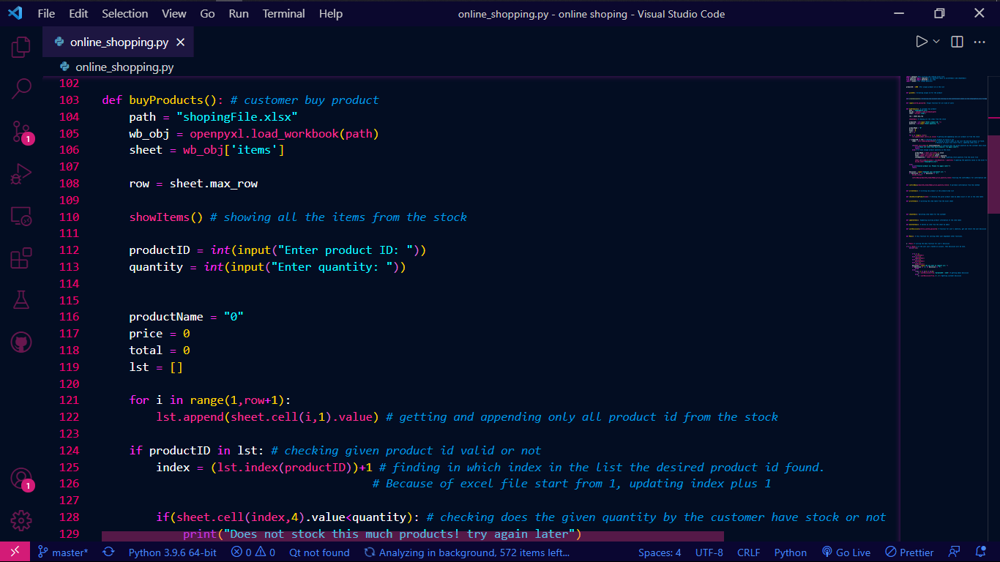 File Edit Selection View Go Run Terminal Help online_shopping.py - online shoping - Visual Studio Code
online_shopping.py
online_shopping.py
102
103 def buyProducts(): # customer buy product
104 path = "shopingFile.xlsx"
105 wb_obj = openpyxl.load_workbook(path)
106 sheet = wb_obj['items']
107
108 row = sheet.max_row
109
110 showItems() # showing all the items from the stock
111
112 productID = int(input("Enter product ID: "))
113 quantity = int(input("Enter quantity: "))
114
115
116 productName = "0"
117 price = 0
118 total = 0
119 lst = []
120
121 for i in range(1,row+1):
122 lst.append(sheet.cell(i,1).value) # getting and appending only all product id from the stock
123
124 if productID in lst: # checking given product id valid or not
125 index = (lst.index(productID))+1 # finding in which index in the list the desired product id found.
126 # Because of excel file start from 1, updating index plus 1
127
128 if(sheet.cell(index,4).value<quantity): # checking does the given quantity by the customer have stock or not
129 print("Does not stock this much products! try again later")
1
1
master* Python 3.9.6 64-bit 0 0 Qt not found Analyzing in background, 572 items left... Spaces: 4 UTF-8 CRLF Python Go Live Prettier